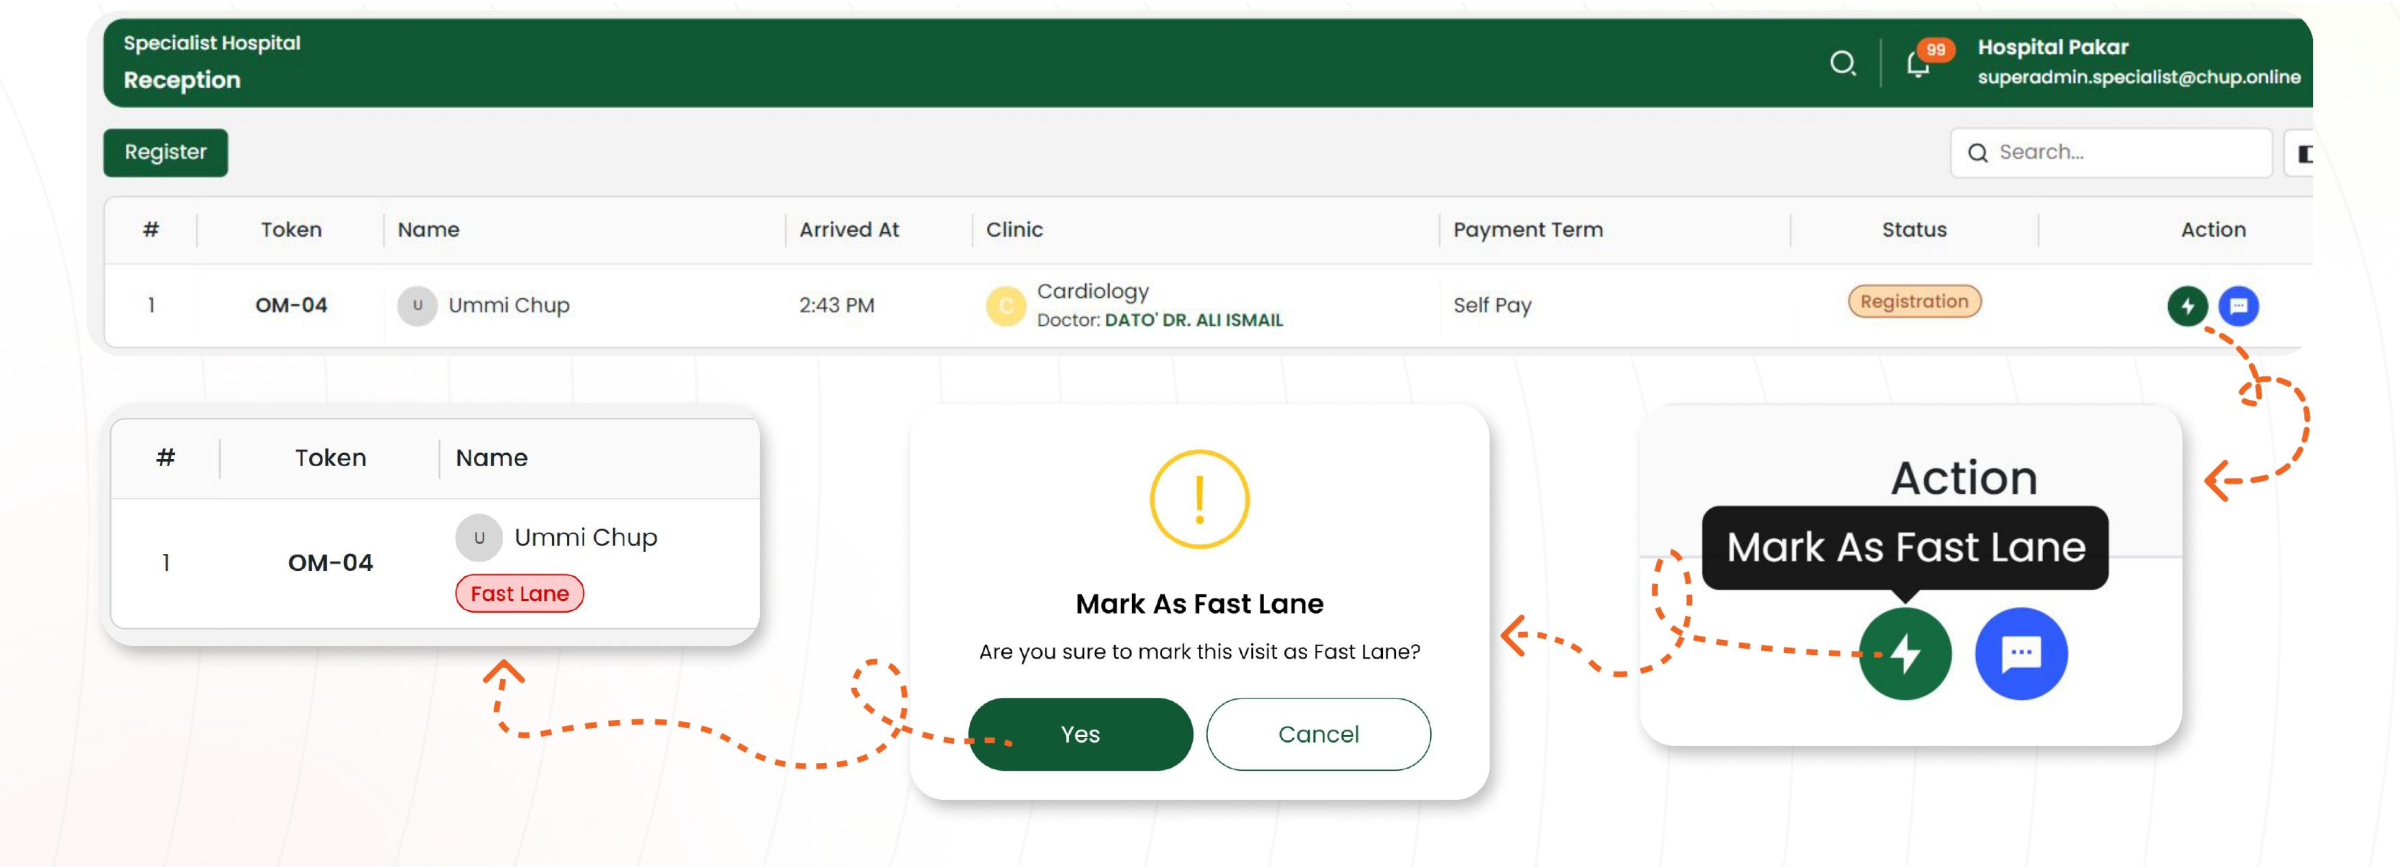 Specialist Hospital
Reception
99
Hospital Pakar
superadmin.specialist@chup.online
Register
Search...
# Token Name Arrived At Clinic Payment Term Status Action
1 OM-04 U Ummi Chup 2:43 PM C Cardiology Self Pay Registration
Doctor: DATO' DR. ALI ISMAIL
# Token Name
1 OM-04 U Ummi Chup
Fast Lane
!
Mark As Fast Lane
Are you sure to mark this visit as Fast Lane?
Yes Cancel
Action
Mark As Fast Lane